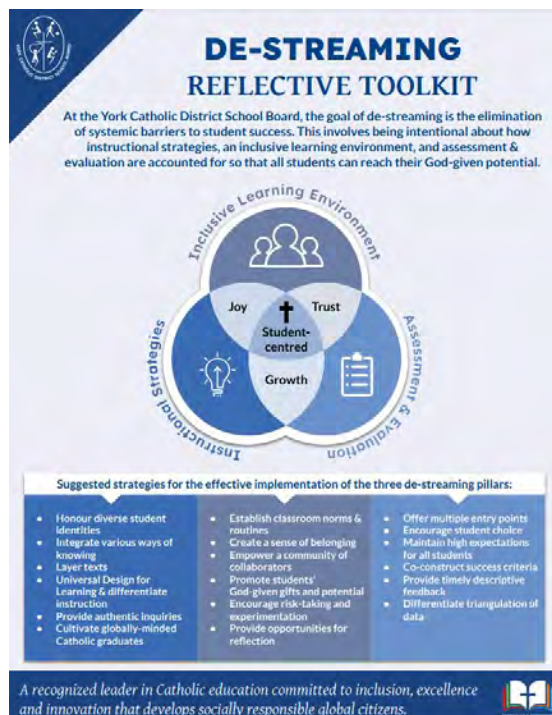 DE-STREAMING
REFLECTIVE TOOLKIT
At the York Catholic District School Board, the goal of de-streaming is the elimination
of systemic barriers to student success. This involves being intentional about how
instructional strategies, an inclusive learning environment, and assessment &
evaluation are accounted for so that all students can reach their God-given potential.
Inclusive Learning Environment
Joy
Trust
Student-
centred
Growth
Instructional Strategies
Assessment & Evaluation
Suggested strategies for the effective implementation of the three de-streaming pillars:
• Honour diverse student
identities
• Integrate various ways of
knowing
• Layer texts
• Universal Design for
Learning & differentiate
instruction
• Provide authentic inquiries
• Cultivate globally-minded
Catholic graduates
• Establish classroom norms &
routines
• Create a sense of belonging
• Empower a community of
collaborators
• Promote students'
God-given gifts and potential
• Encourage risk-taking and
experimentation
• Provide opportunities for
reflection
• Offer multiple entry points
• Encourage student choice
• Maintain high expectations
for all students
• Co-construct success criteria
• Provide timely descriptive
feedback
• Differentiate triangulation of
data
A recognized leader in Catholic education committed to inclusion, excellence
and innovation that develops socially responsible global citizens.